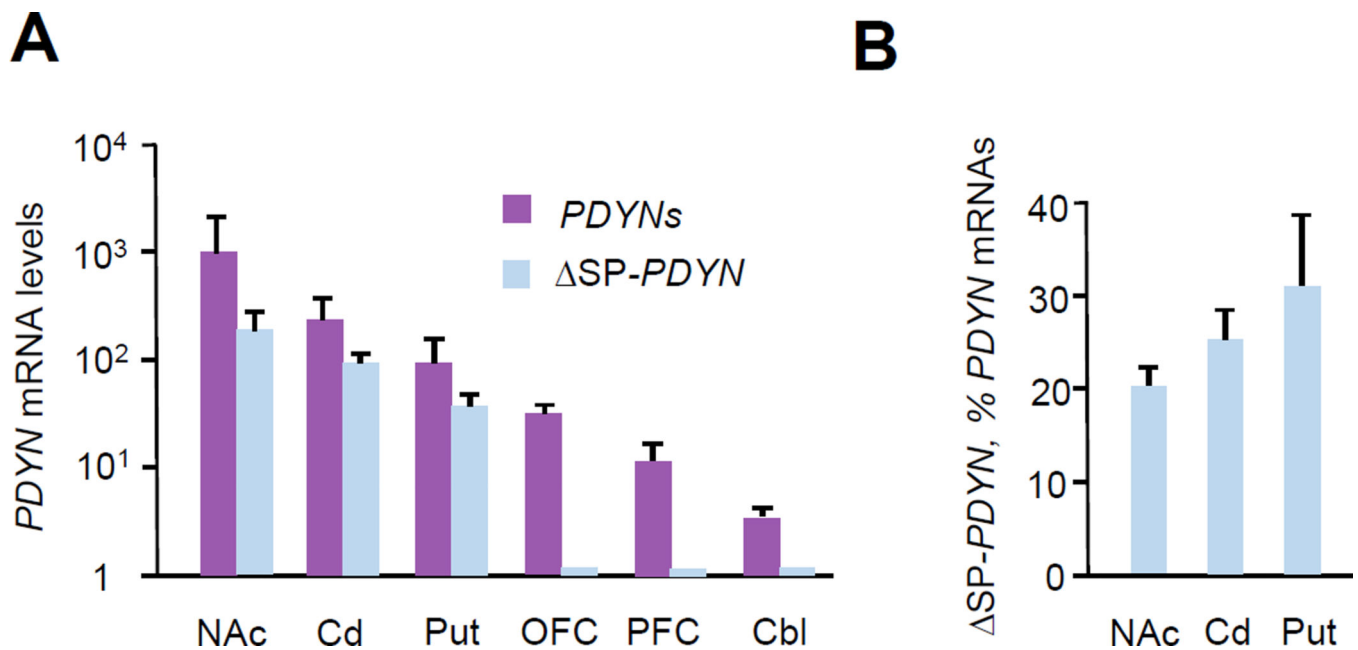 A
PDYN mRNA levels
10⁴
10³
10²
10¹
1
PDYNs
ΔSP-PDYN
NAc Cd Put OFC PFC Cbl
B
ΔSP-PDYN, % PDYN mRNAs
40
30
20
10
0
NAc Cd Put